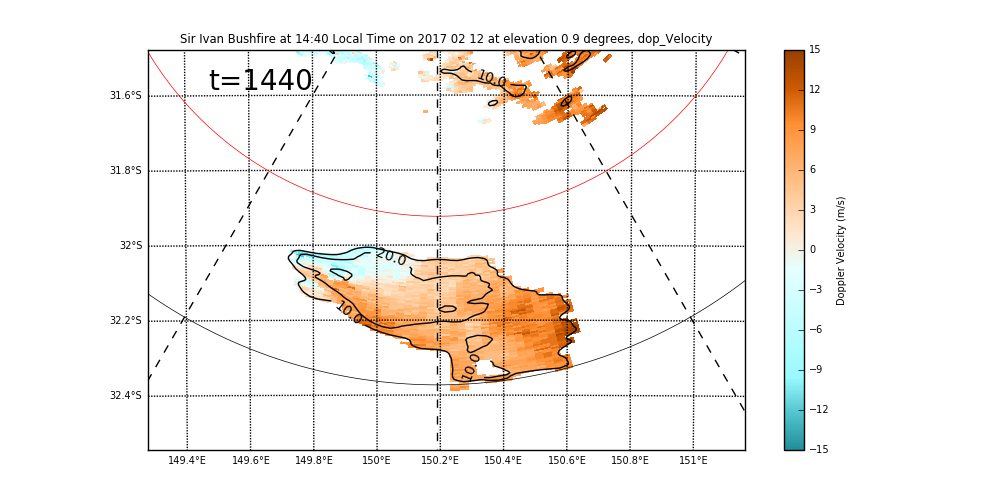 Sir Ivan Bushfire at 14:40 Local Time on 2017 02 12 at elevation 0.9 degrees, dop_Velocity
t=1440
10.0
31.6°S
31.8°S
32°S
32.2°S
32.4°S
20.0
10.0
10.0
149.4°E 149.6°E 149.8°E 150°E 150.2°E 150.4°E 150.6°E 150.8°E 151°E
15
12
9
6
3
0
−3
−6
−9
−12
−15
Doppler Velocity (m/s)